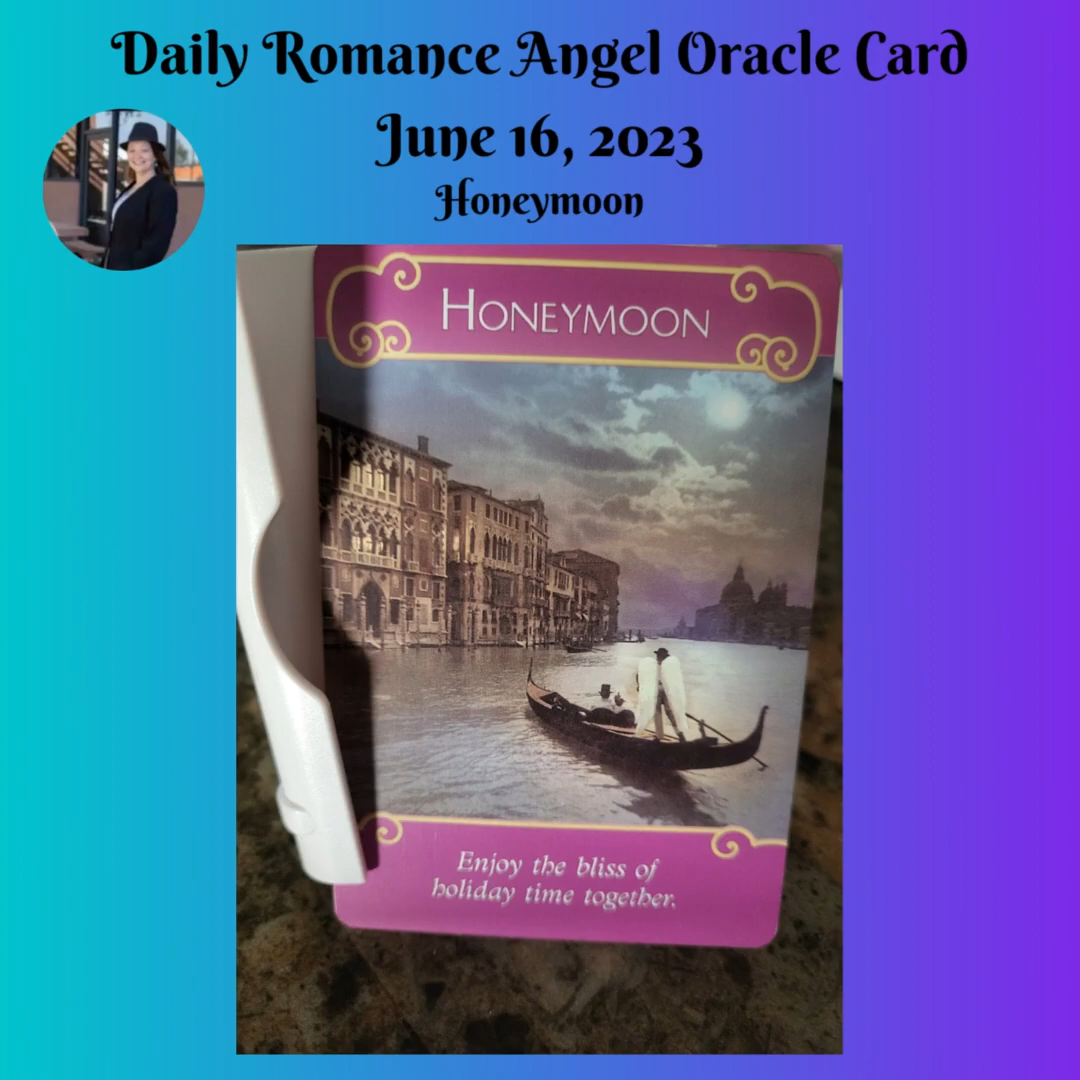 Daily Romance Angel Oracle Card
June 16, 2023
Honeymoon
HONEYMOON
Enjoy the bliss of
holiday time together.